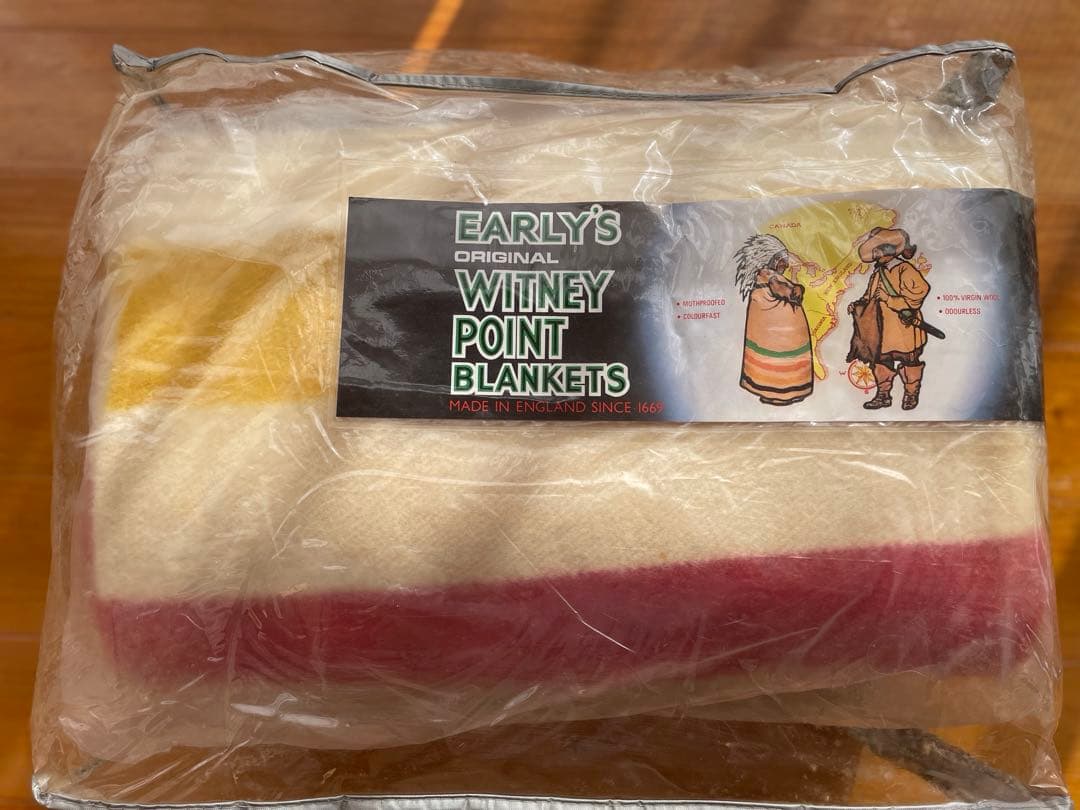 EARLY'S
ORIGINAL
WITNEY
POINT
BLANKETS
MADE IN ENGLAND SINCE 1669
• MOTHPROOFED
• COLOURFAST
CANADA
• 100% VIRGIN WOOL
• ODOURLESS